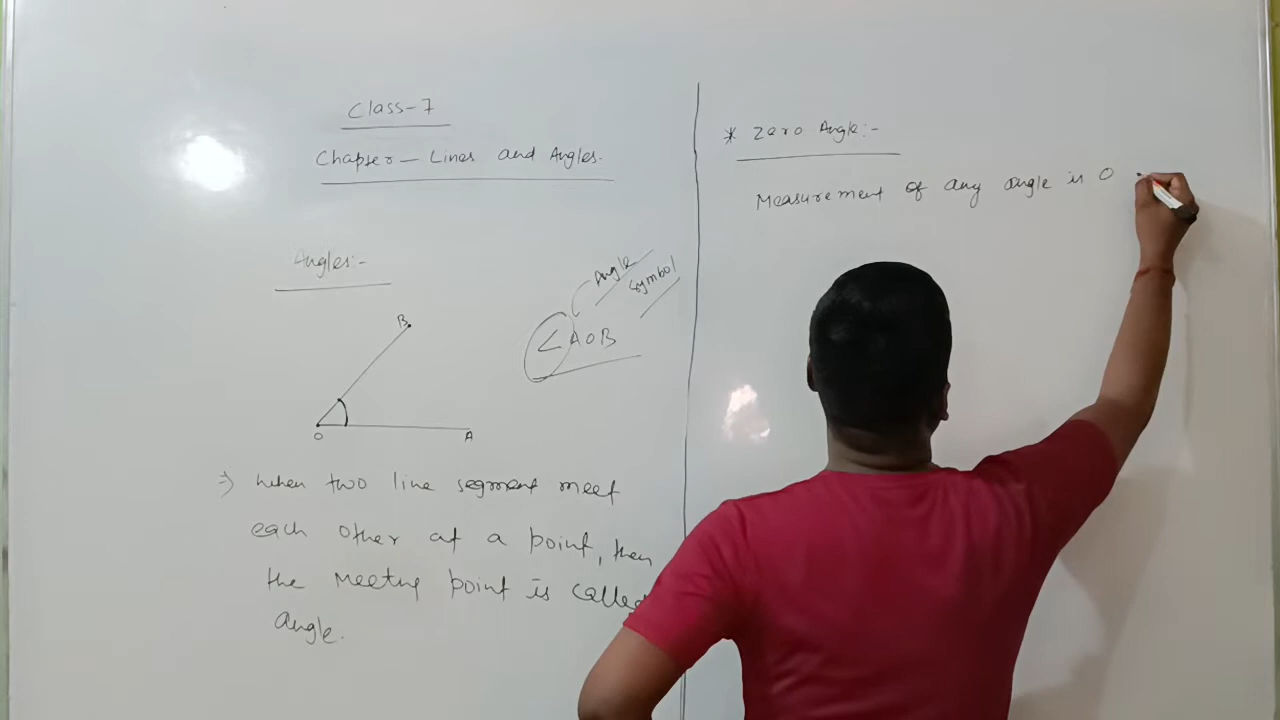 Class-7
Chapter - Lines and Angles.
Angles:-
B
O
A
Angle
Symbol
∠AOB
⇒ When two line segment meet
each other at a point, then
the Meeting point is called
angle.
* Zero Angle:-
Measurement of any angle is 0